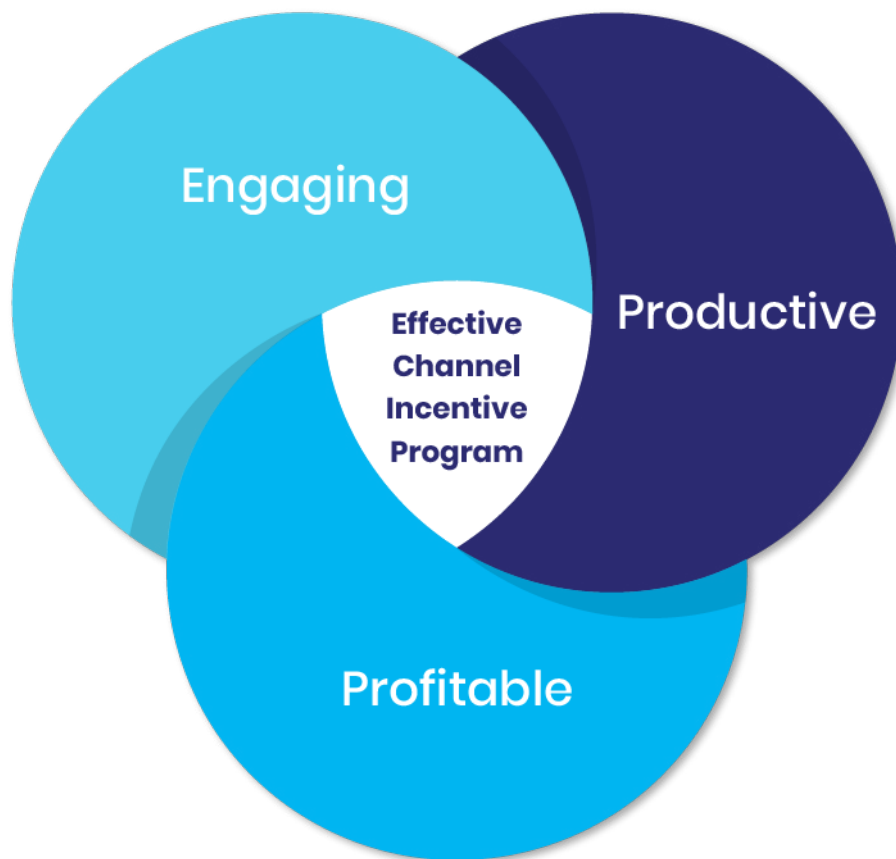 Engaging
Productive
Effective
Channel
Incentive
Program
Profitable